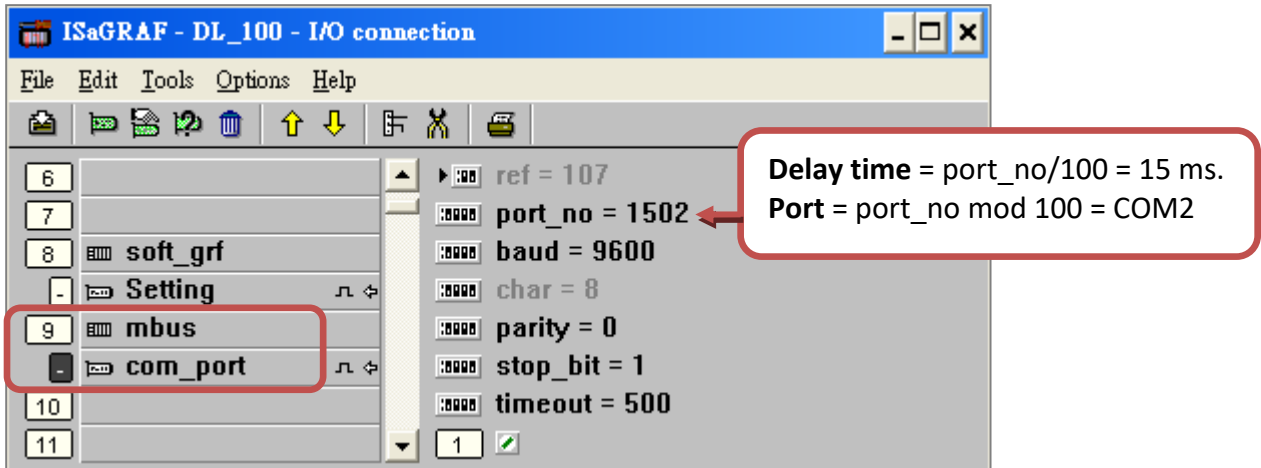 ISaGRAF - DL_100 - I/O connection
File Edit Tools Options Help
6
7
8 soft_grf
- Setting
9 mbus
- com_port
10
11
ref = 107
port_no = 1502
baud = 9600
char = 8
parity = 0
stop_bit = 1
timeout = 500
1
Delay time = port_no/100 = 15 ms.
Port = port_no mod 100 = COM2